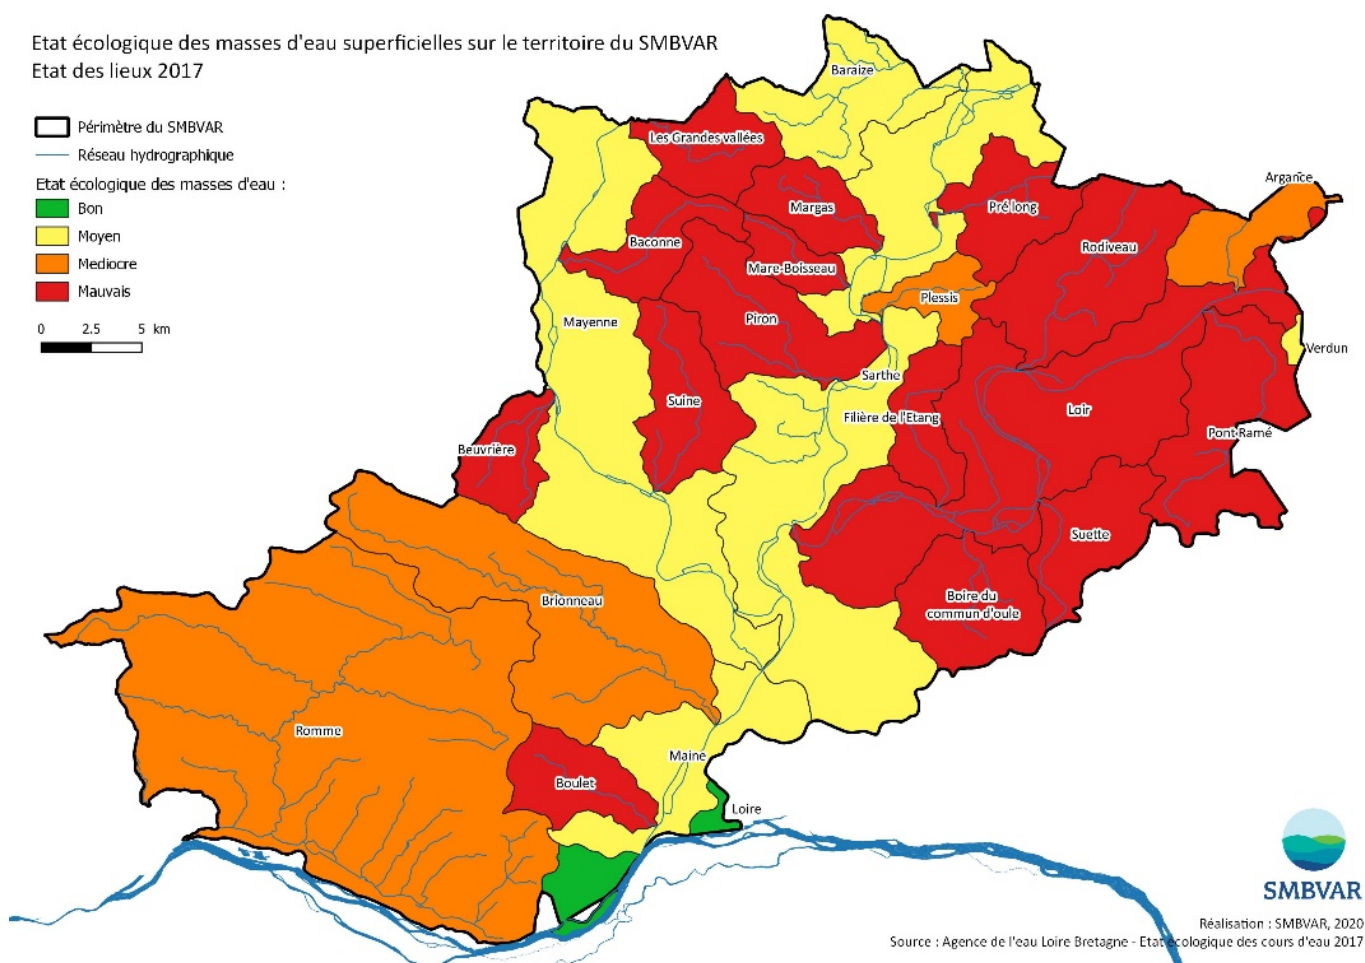 Etat écologique des masses d'eau superficielles sur le territoire du SMBVAR
Etat des lieux 2017
Périmètre du SMBVAR
Réseau hydrographique
Etat écologique des masses d'eau :
Bon
Moyen
Mediocre
Mauvais
0 2.5 5 km
Baraize
Les Grandes vallées
Argance
Margas
Pré long
Baconne
Rodiveau
Mare-Boisseau
Plessis
Mayenne
Piron
Verdun
Sarthe
Suine
Filière de l'Etang
Loir
Pont Ramé
Beuvrière
Suette
Brionneau
Boire du
commun d'oule
Romme
Maine
Boulet
Loire
SMBVAR
Réalisation : SMBVAR, 2020
Source : Agence de l'eau Loire Bretagne - Etat écologique des cours d'eau 2017